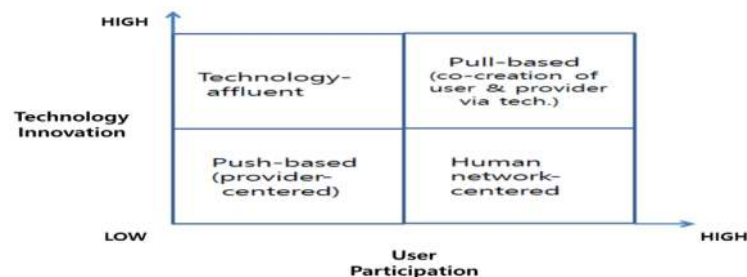 HIGH
Technology-
affluent
Pull-based
(co-creation of
user & provider
via tech.)
Technology
Innovation
Push-based
(provider-
centered)
Human
network-
centered
LOW
HIGH
User
Participation